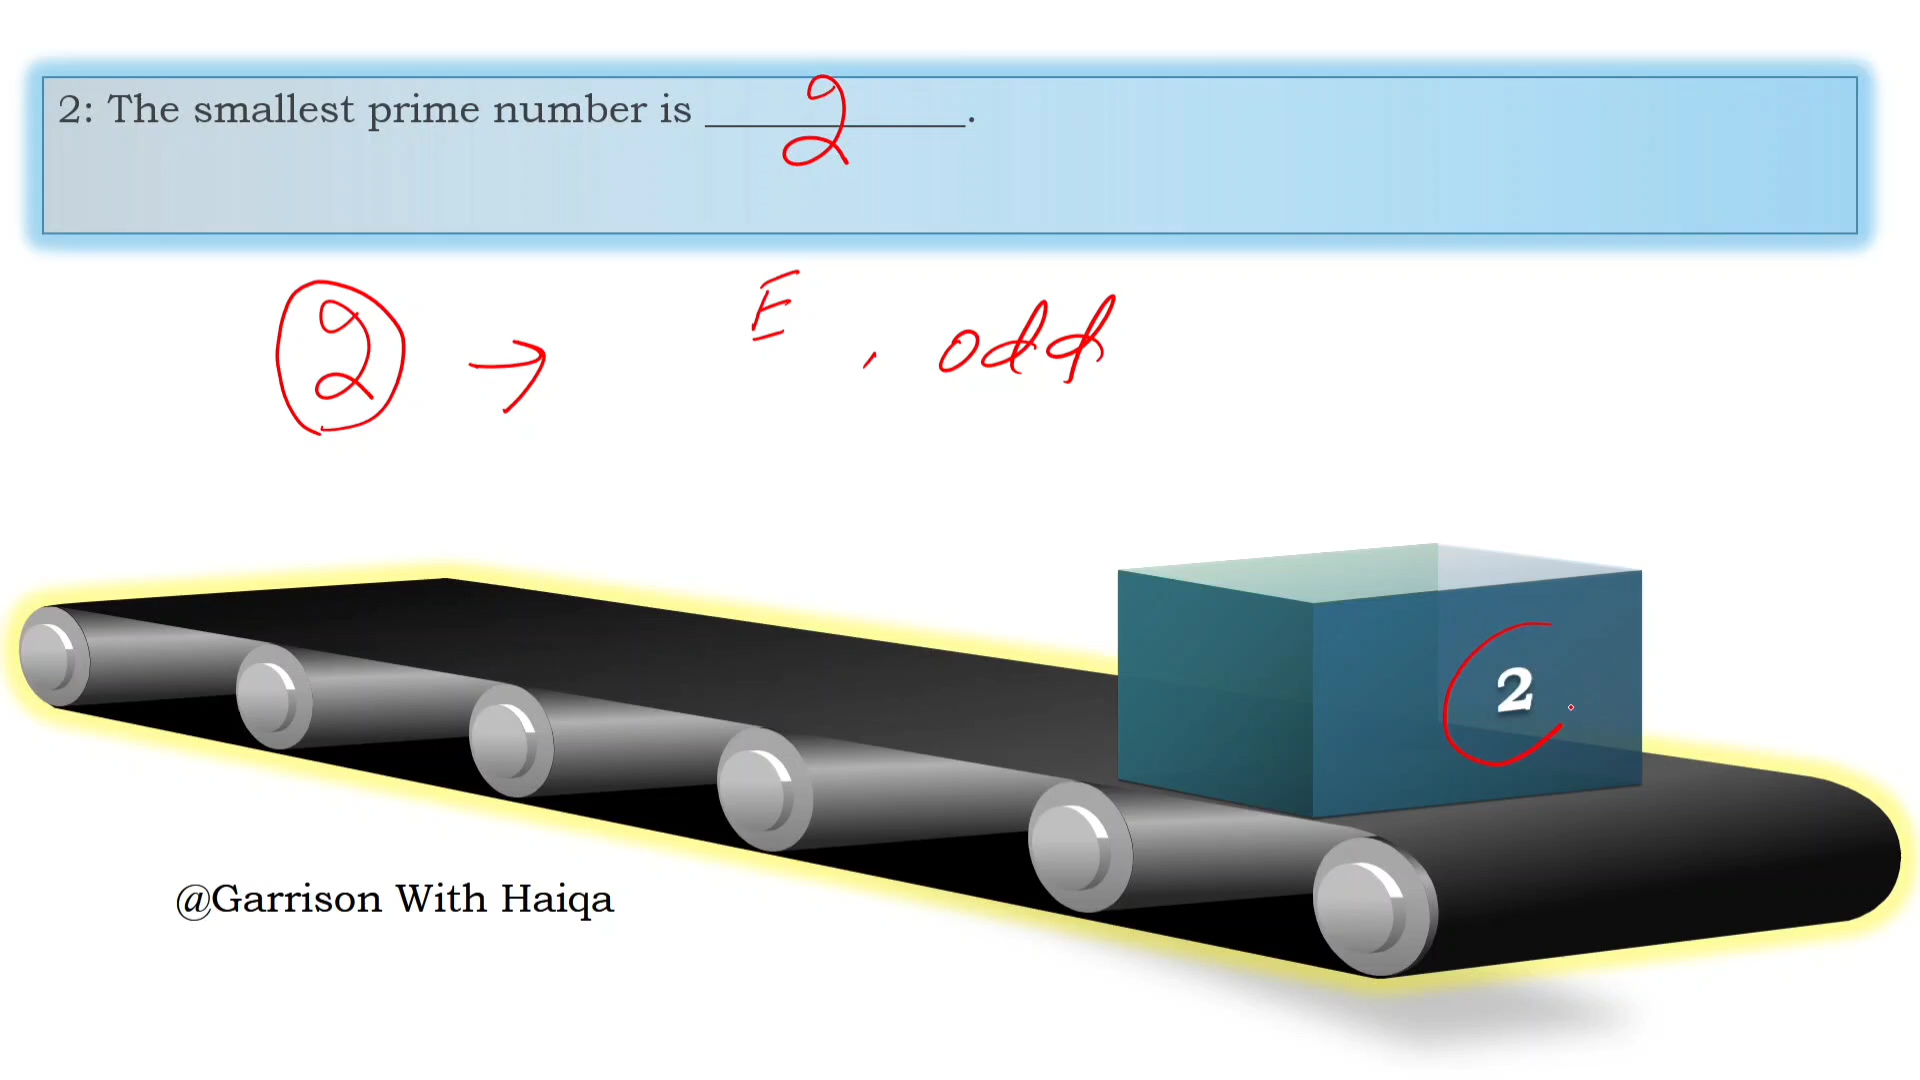 2: The smallest prime number is 2.
2 → E, odd
2
@Garrison With Haiqa